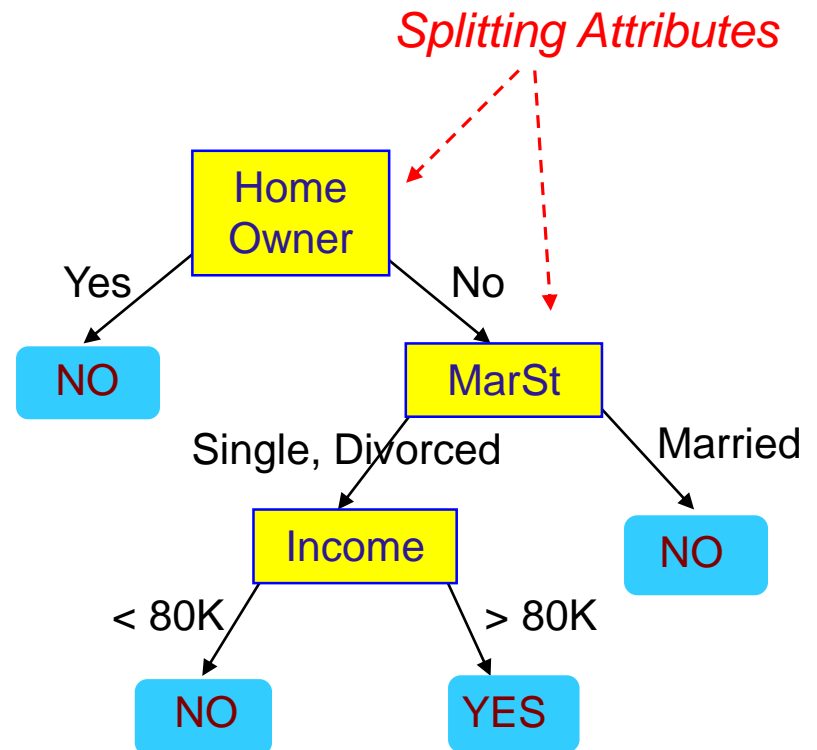 Splitting Attributes
Home
Owner
Yes
No
NO
MarSt
Single, Divorced
Married
Income
NO
< 80K
> 80K
NO
YES